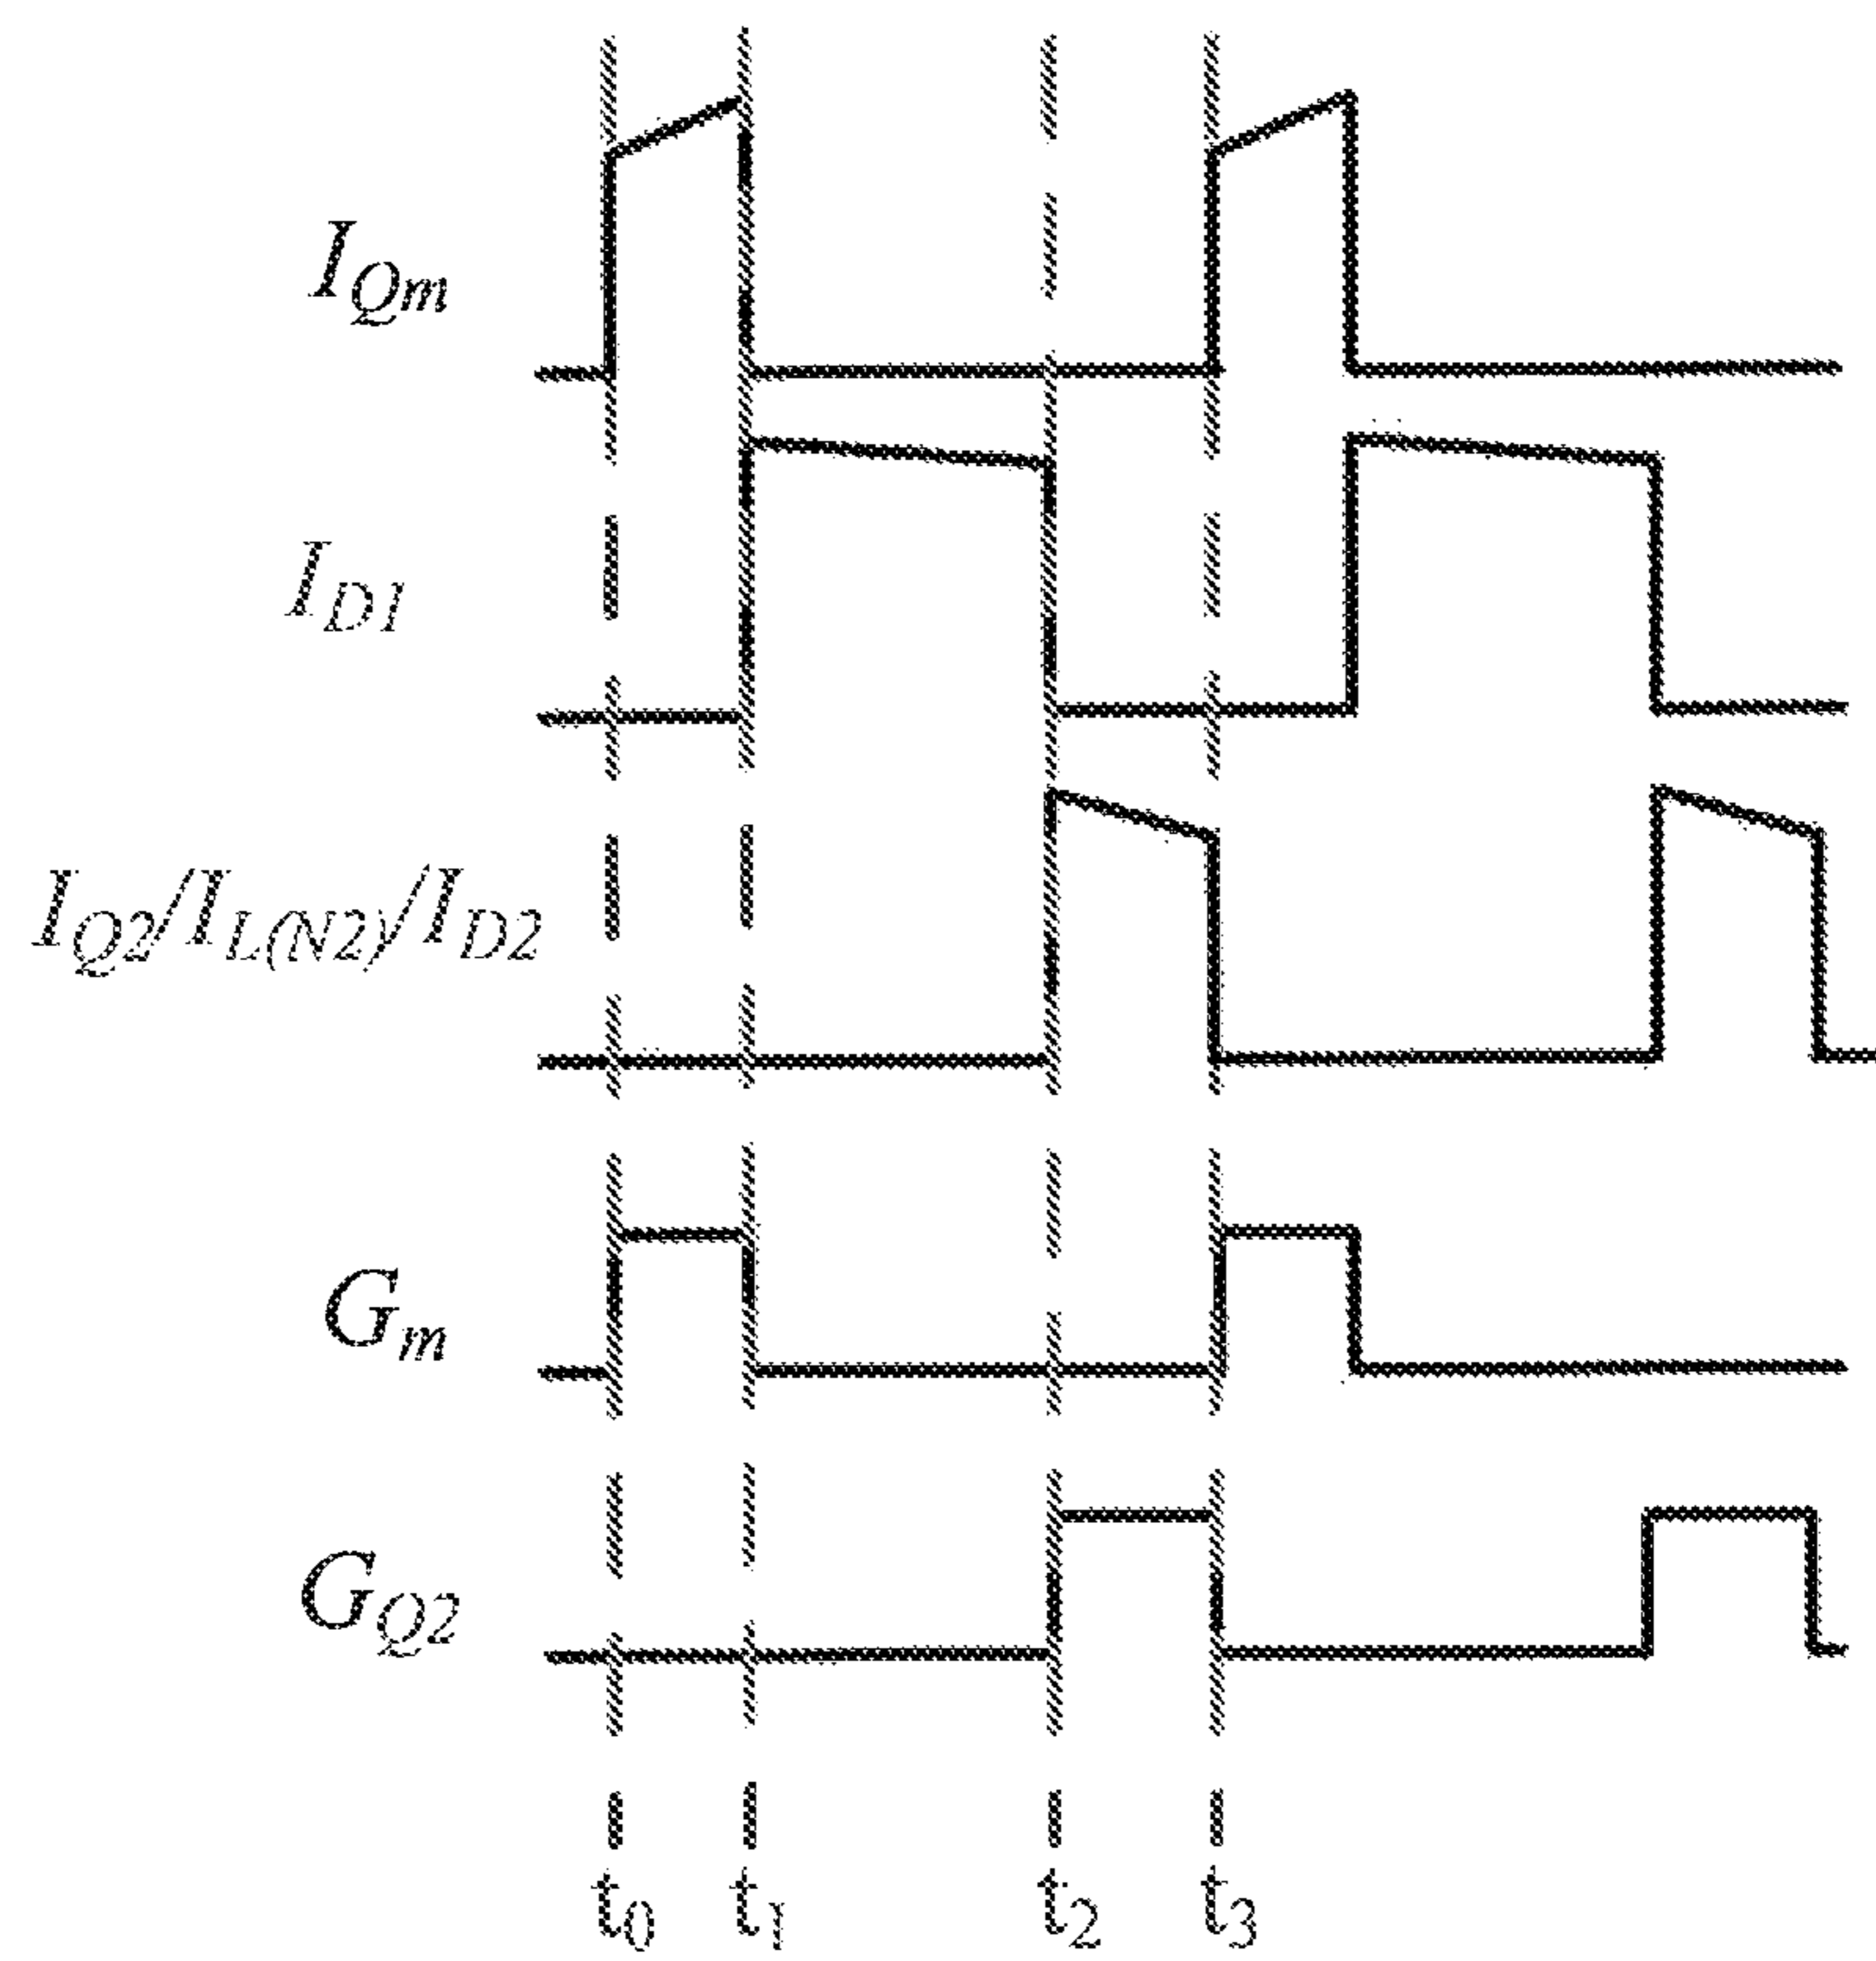 I_Qm
I_D1
I_Q2/I_L(N2)/I_D2
G_m
G_Q2
t_0 t_1 t_2 t_3